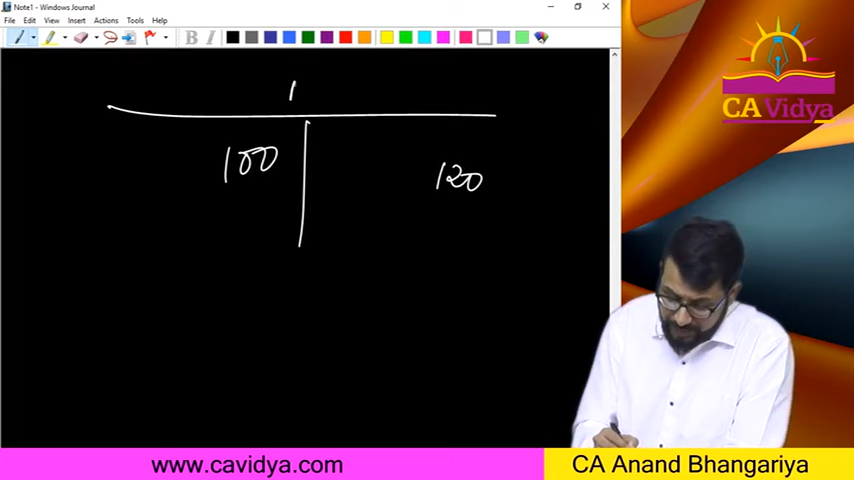 Note1 - Windows Journal
File Edit View Insert Actions Tools Help
B I
CA Vidya
100
120
www.cavidya.com
CA Anand Bhangariya